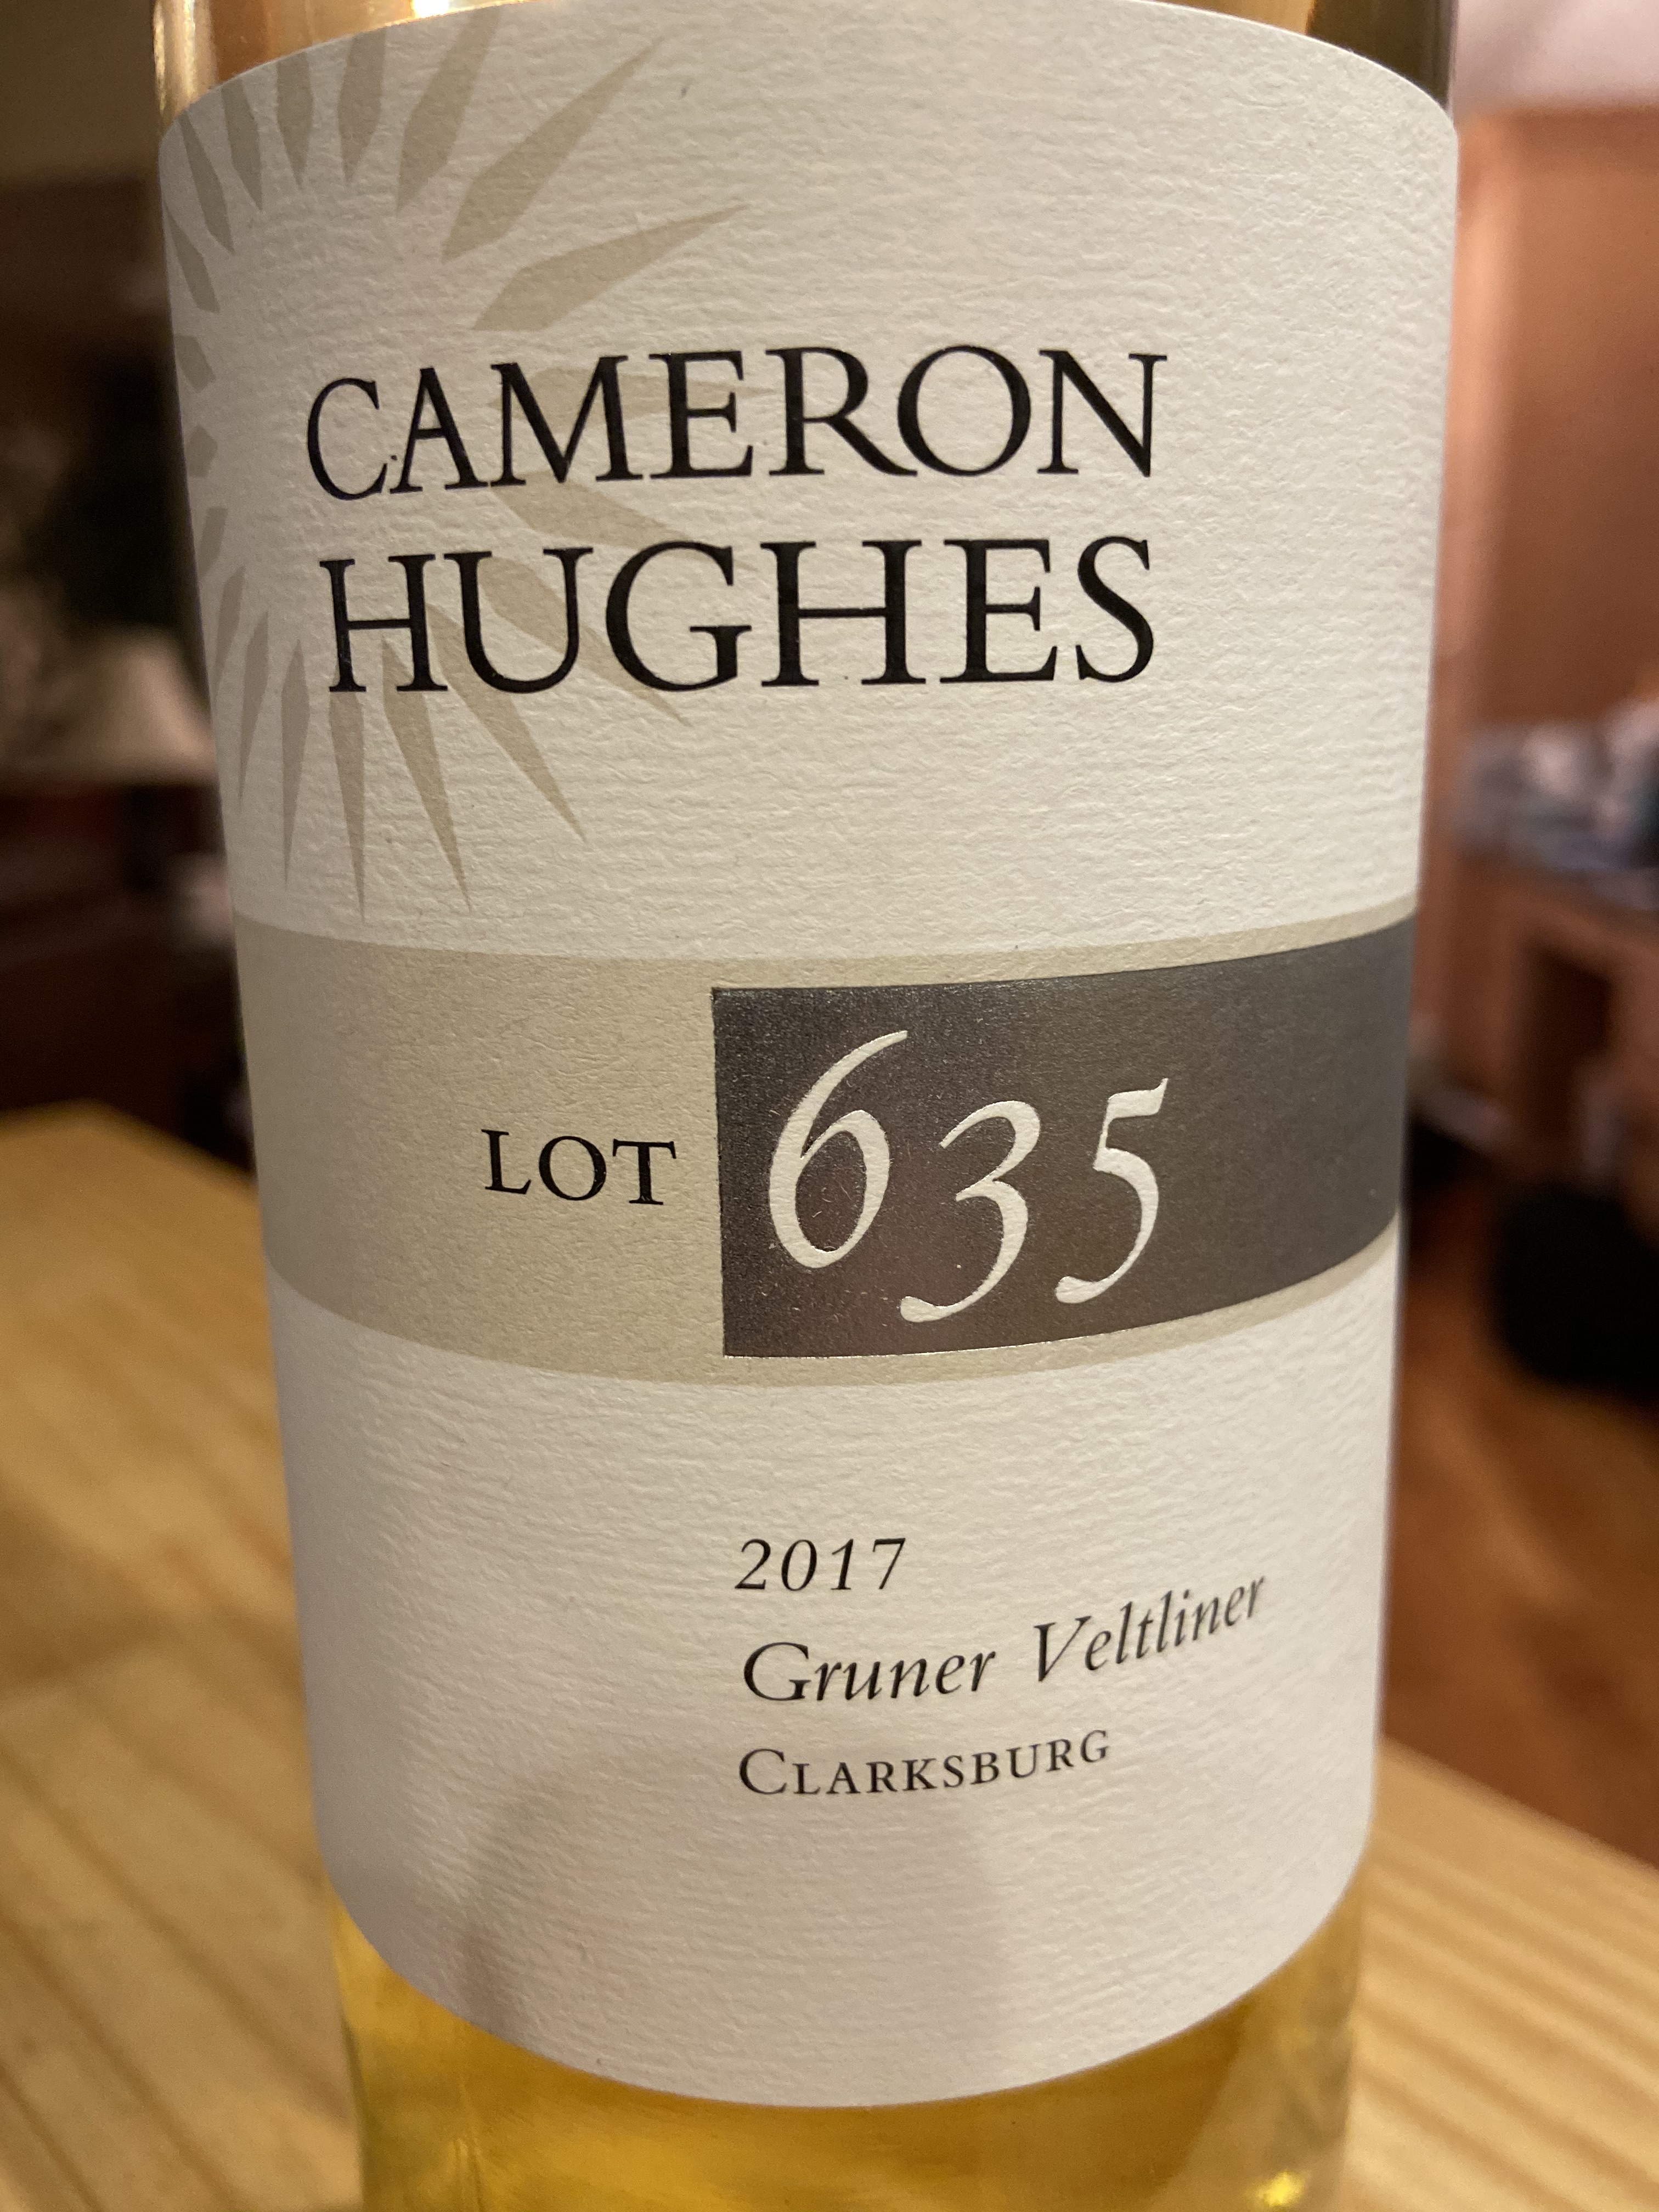 CAMERON
HUGHES
LOT 635
2017
Gruner Veltliner
CLARKSBURG